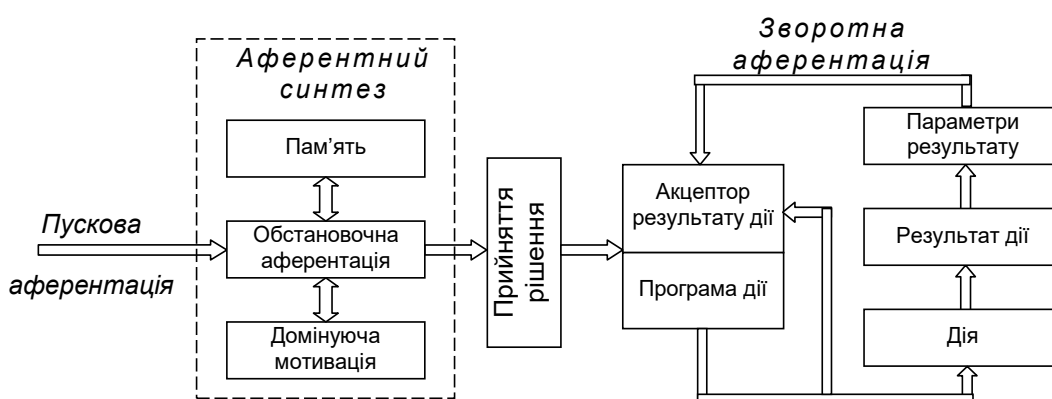 Зворотна
аферентація
Аферентний
синтез
Пам’ять
Пускова
аферентація
Обстановочна
аферентація
Домінуюча
мотивація
Прийняття
рішення
Акцептор
результату дії
Програма дії
Параметри
результату
Результат дії
Дія